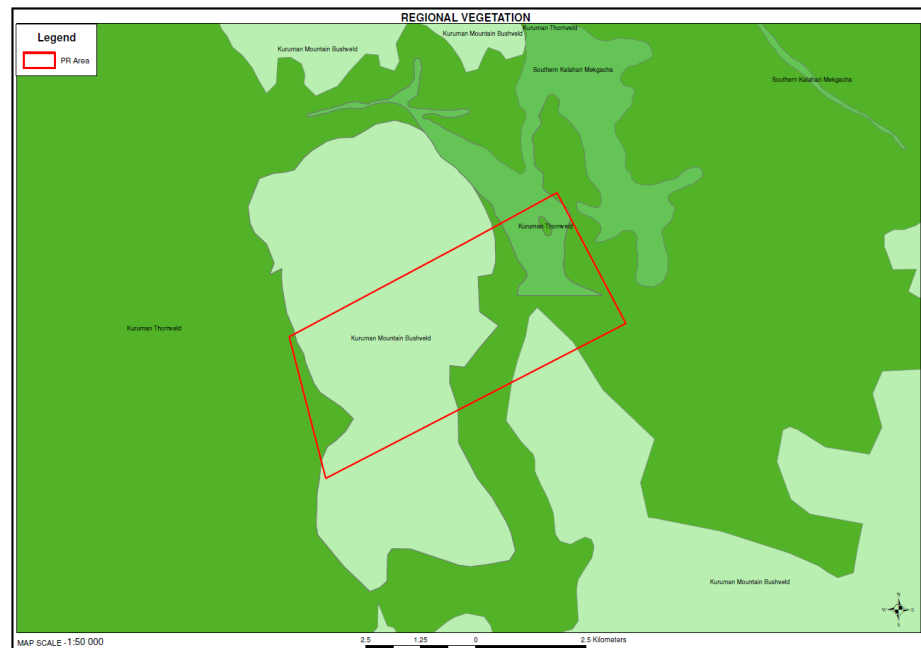 REGIONAL VEGETATION
Legend
PR Area
Kuruman Mountain Bushveld
Kuruman Mountain Bushveld
Kuruman Thornveld
Southern Kalahari Mekgacha
Southern Kalahari Mekgacha
Kuruman Thornveld
Kuruman Thornveld
Kuruman Mountain Bushveld
Kuruman Mountain Bushveld
N
W E
S
MAP SCALE - 1:50 000
2.5 1.25 0 2.5 Kilometers